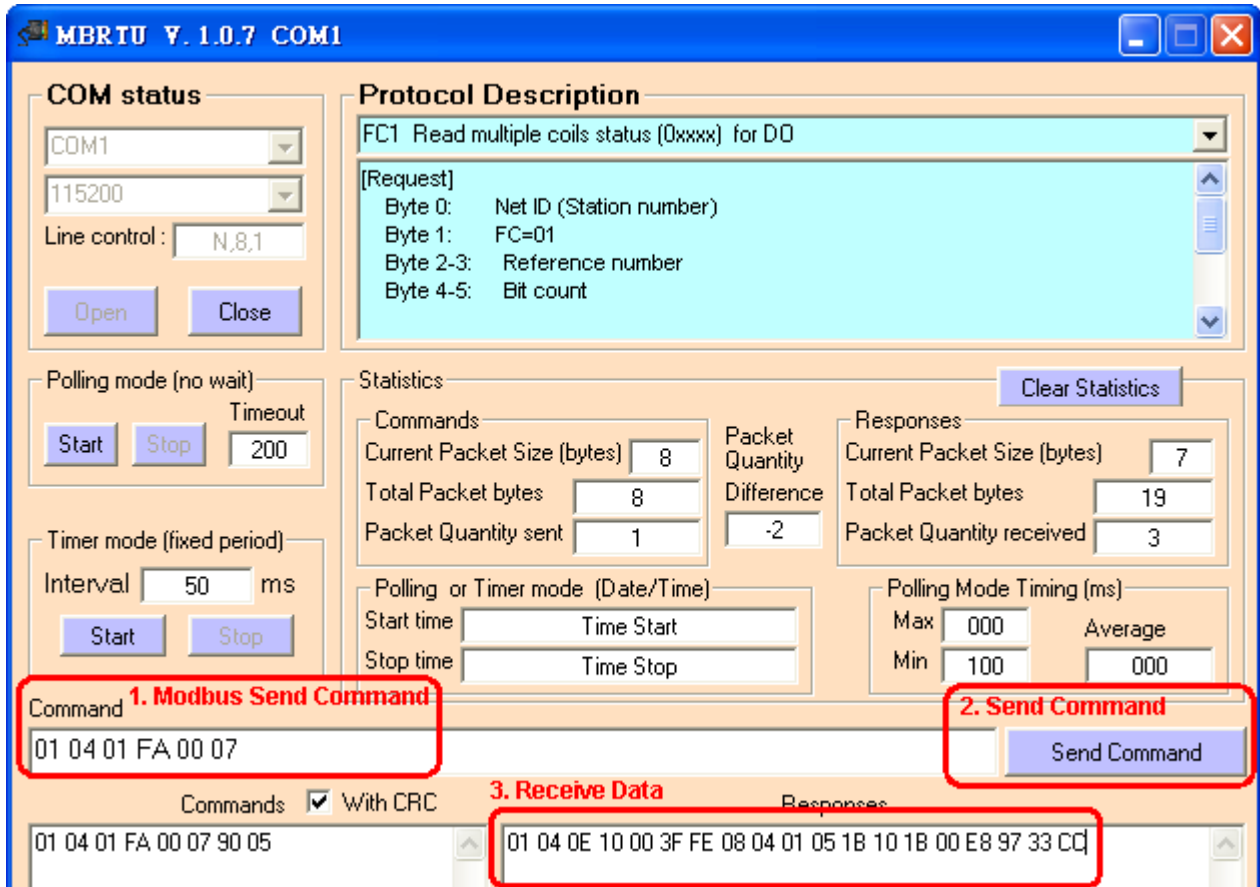 MBRTU V. 1.0.7 COM1
COM status
COM1
115200
Line control : N,8,1
Open Close
Protocol Description
FC1 Read multiple coils status (0xxxx) for DO
[Request]
Byte 0: Net ID (Station number)
Byte 1: FC=01
Byte 2-3: Reference number
Byte 4-5: Bit count
Polling mode (no wait)
Timeout
Start Stop 200
Timer mode (fixed period)
Interval 50 ms
Start Stop
Statistics
Clear Statistics
Commands
Current Packet Size (bytes) 8
Total Packet bytes 8
Packet Quantity sent 1
Packet
Quantity
Difference
-2
Responses
Current Packet Size (bytes) 7
Total Packet bytes 19
Packet Quantity received 3
Polling or Timer mode (Date/Time)
Start time Time Start
Stop time Time Stop
Polling Mode Timing (ms)
Max 000
Min 100
Average
000
Command 1. Modbus Send Command
01 04 01 FA 00 07
2. Send Command
Send Command
Commands With CRC
01 04 01 FA 00 07 90 05
3. Receive Data
Responses
01 04 0E 10 00 3F FE 08 04 01 05 1B 10 1B 00 E8 97 33 CC